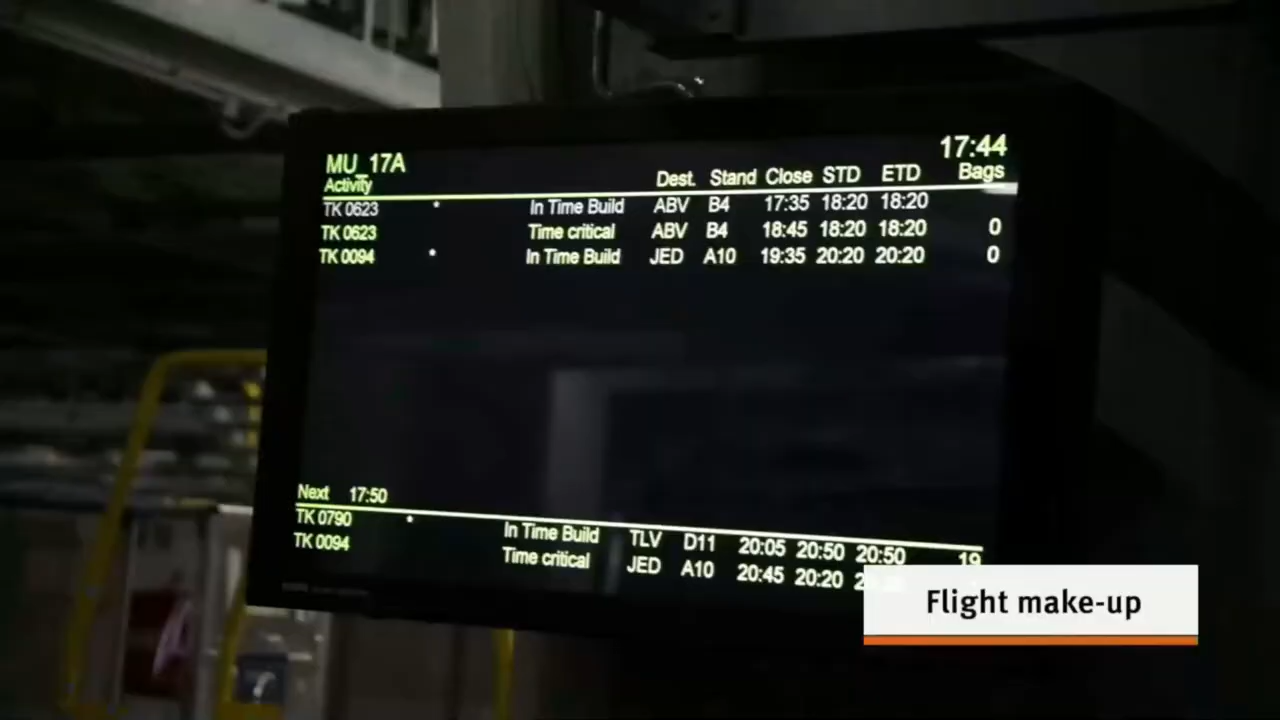 MU_17A 17:44
Activity Dest. Stand Close STD ETD Bags
TK 0623 * In Time Build ABV B4 17:35 18:20 18:20
TK 0623 Time critical ABV B4 18:45 18:20 18:20 0
TK 0094 * In Time Build JED A10 19:35 20:20 20:20 0
Next 17:50
TK 0790 * In Time Build TLV D11 20:05 20:50 20:50 19
TK 0094 Time critical JED A10 20:45 20:20
Flight make-up